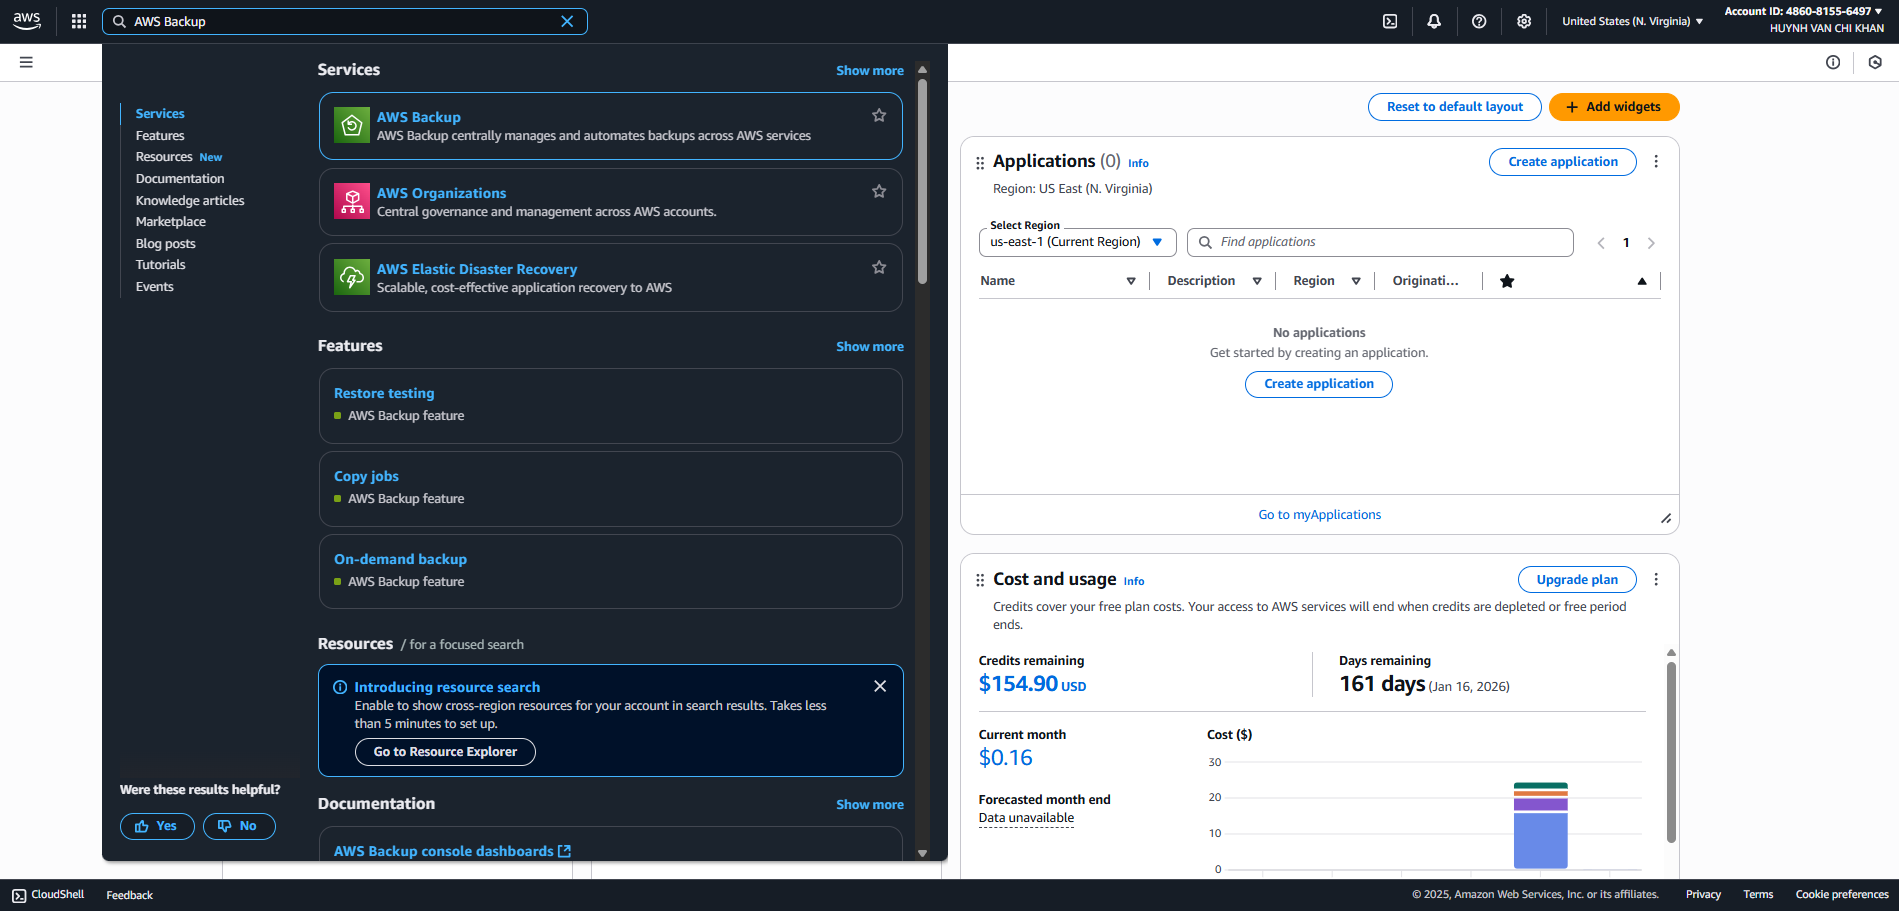 aws
AWS Backup
United States (N. Virginia)
Account ID: 4860-8155-6497
HUYNH VAN CHI KHAN
Services
Features
Resources New
Documentation
Knowledge articles
Marketplace
Blog posts
Tutorials
Events
Were these results helpful?
Yes
No
Services
Show more
AWS Backup
AWS Backup centrally manages and automates backups across AWS services
AWS Organizations
Central governance and management across AWS accounts.
AWS Elastic Disaster Recovery
Scalable, cost-effective application recovery to AWS
Features
Show more
Restore testing
AWS Backup feature
Copy jobs
AWS Backup feature
On-demand backup
AWS Backup feature
Resources / for a focused search
Introducing resource search
Enable to show cross-region resources for your account in search results. Takes less
than 5 minutes to set up.
Go to Resource Explorer
Documentation
Show more
AWS Backup console dashboards
Reset to default layout
+ Add widgets
Applications (0) Info
Create application
Region: US East (N. Virginia)
Select Region
us-east-1 (Current Region)
Find applications
1
Name
Description
Region
Originati...
No applications
Get started by creating an application.
Create application
Go to myApplications
Cost and usage Info
Upgrade plan
Credits cover your free plan costs. Your access to AWS services will end when credits are depleted or free period
ends.
Credits remaining
$154.90 USD
Days remaining
161 days (Jan 16, 2026)
Current month
$0.16
Forecasted month end
Data unavailable
Cost ($)
30
20
10
0
CloudShell
Feedback
© 2025, Amazon Web Services, Inc. or its affiliates.
Privacy
Terms
Cookie preferences